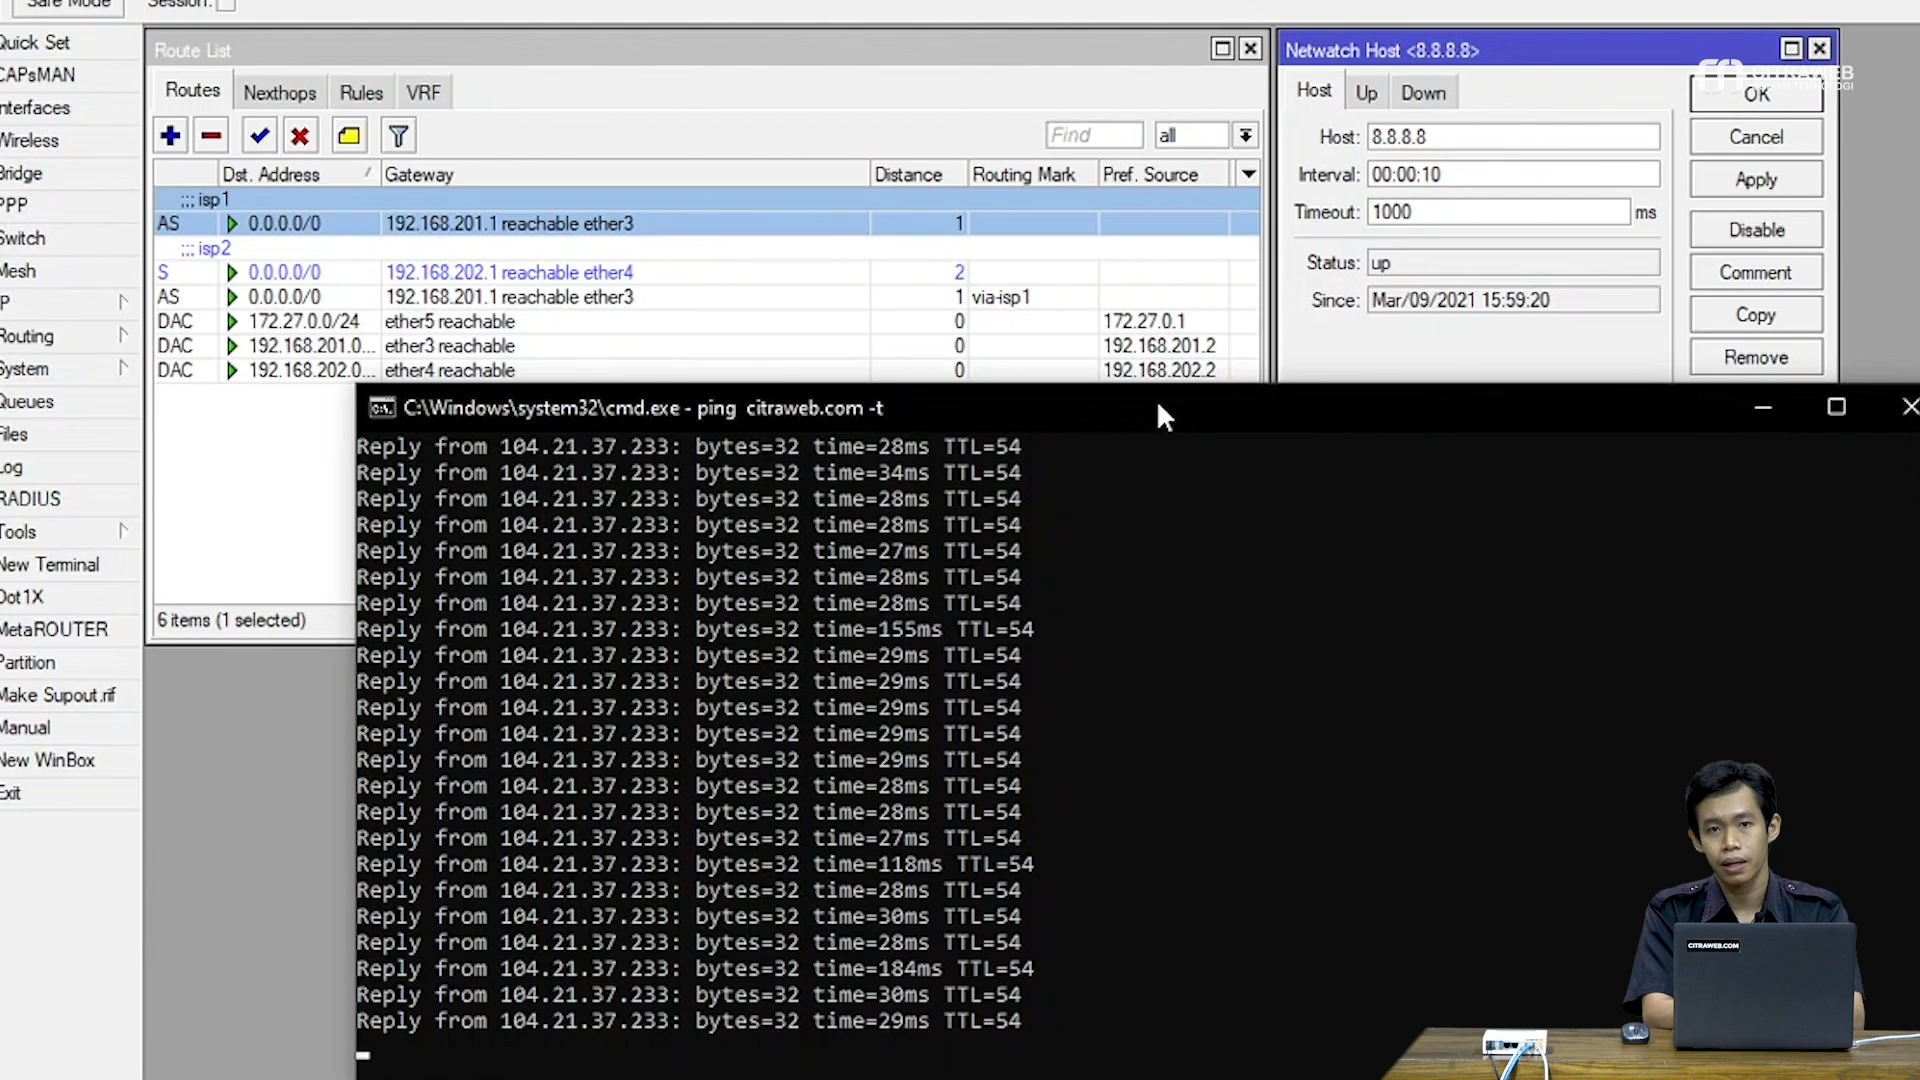 Safe Mode Session:
Quick Set
CAPsMAN
Interfaces
Wireless
Bridge
PPP
Switch
Mesh
IP
Routing
System
Queues
Files
Log
RADIUS
Tools
New Terminal
Dot1X
MetaROUTER
Partition
Make Supout.rif
Manual
New WinBox
Exit
Route List
Routes Nexthops Rules VRF
Find all
Dst. Address Gateway Distance Routing Mark Pref. Source
;;; isp1
AS 0.0.0.0/0 192.168.201.1 reachable ether3 1
;;; isp2
S 0.0.0.0/0 192.168.202.1 reachable ether4 2
AS 0.0.0.0/0 192.168.201.1 reachable ether3 1 via-isp1
DAC 172.27.0.0/24 ether5 reachable 0 172.27.0.1
DAC 192.168.201.0... ether3 reachable 0 192.168.201.2
DAC 192.168.202.0... ether4 reachable 0 192.168.202.2
6 items (1 selected)
Netwatch Host <8.8.8.8>
Host Up Down
Host: 8.8.8.8
Interval: 00:00:10
Timeout: 1000 ms
Status: up
Since: Mar/09/2021 15:59:20
OK
Cancel
Apply
Disable
Comment
Copy
Remove
CITRAWEB
C:\Windows\system32\cmd.exe - ping citraweb.com -t
Reply from 104.21.37.233: bytes=32 time=28ms TTL=54
Reply from 104.21.37.233: bytes=32 time=34ms TTL=54
Reply from 104.21.37.233: bytes=32 time=28ms TTL=54
Reply from 104.21.37.233: bytes=32 time=28ms TTL=54
Reply from 104.21.37.233: bytes=32 time=27ms TTL=54
Reply from 104.21.37.233: bytes=32 time=28ms TTL=54
Reply from 104.21.37.233: bytes=32 time=28ms TTL=54
Reply from 104.21.37.233: bytes=32 time=155ms TTL=54
Reply from 104.21.37.233: bytes=32 time=29ms TTL=54
Reply from 104.21.37.233: bytes=32 time=29ms TTL=54
Reply from 104.21.37.233: bytes=32 time=29ms TTL=54
Reply from 104.21.37.233: bytes=32 time=29ms TTL=54
Reply from 104.21.37.233: bytes=32 time=29ms TTL=54
Reply from 104.21.37.233: bytes=32 time=28ms TTL=54
Reply from 104.21.37.233: bytes=32 time=28ms TTL=54
Reply from 104.21.37.233: bytes=32 time=27ms TTL=54
Reply from 104.21.37.233: bytes=32 time=118ms TTL=54
Reply from 104.21.37.233: bytes=32 time=28ms TTL=54
Reply from 104.21.37.233: bytes=32 time=30ms TTL=54
Reply from 104.21.37.233: bytes=32 time=28ms TTL=54
Reply from 104.21.37.233: bytes=32 time=184ms TTL=54
Reply from 104.21.37.233: bytes=32 time=30ms TTL=54
Reply from 104.21.37.233: bytes=32 time=29ms TTL=54
CITRAWEB.COM